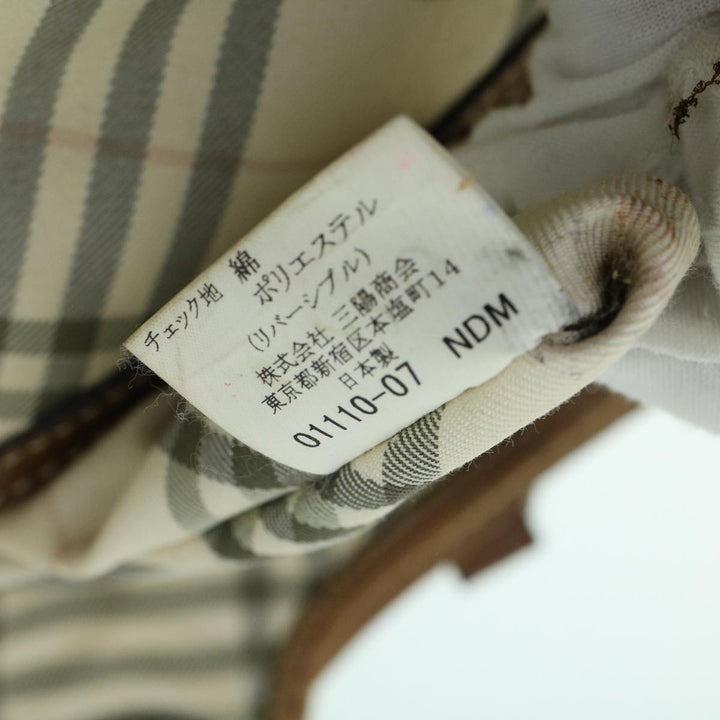 チェック地 綿
ポリエステル
(リバーシブル)
株式会社 三陽商会
東京都新宿区本塩町14
日本製
01110-07 NDM